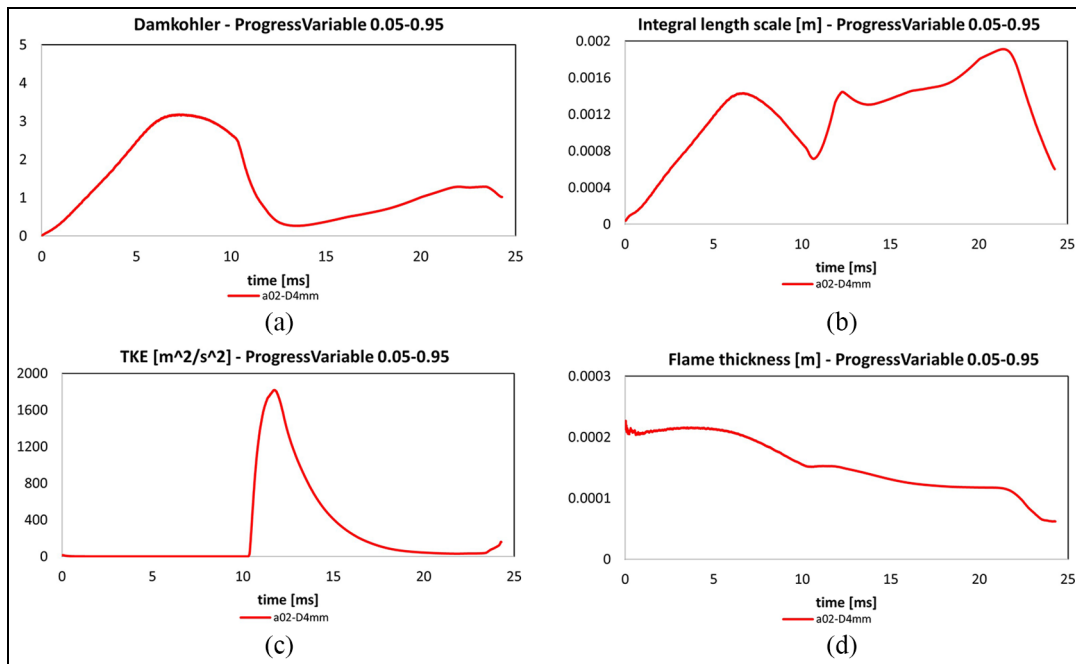 Damkohler - ProgressVariable 0.05-0.95
5
4
3
2
1
0
0 5 10 15 20 25
time [ms]
a02-D4mm
(a)
Integral length scale [m] - ProgressVariable 0.05-0.95
0.002
0.0016
0.0012
0.0008
0.0004
0
0 5 10 15 20 25
time [ms]
a02-D4mm
(b)
TKE [m^2/s^2] - ProgressVariable 0.05-0.95
2000
1600
1200
800
400
0
0 5 10 15 20 25
time [ms]
a02-D4mm
(c)
Flame thickness [m] - ProgressVariable 0.05-0.95
0.0003
0.0002
0.0001
0
0 5 10 15 20 25
time [ms]
a02-D4mm
(d)